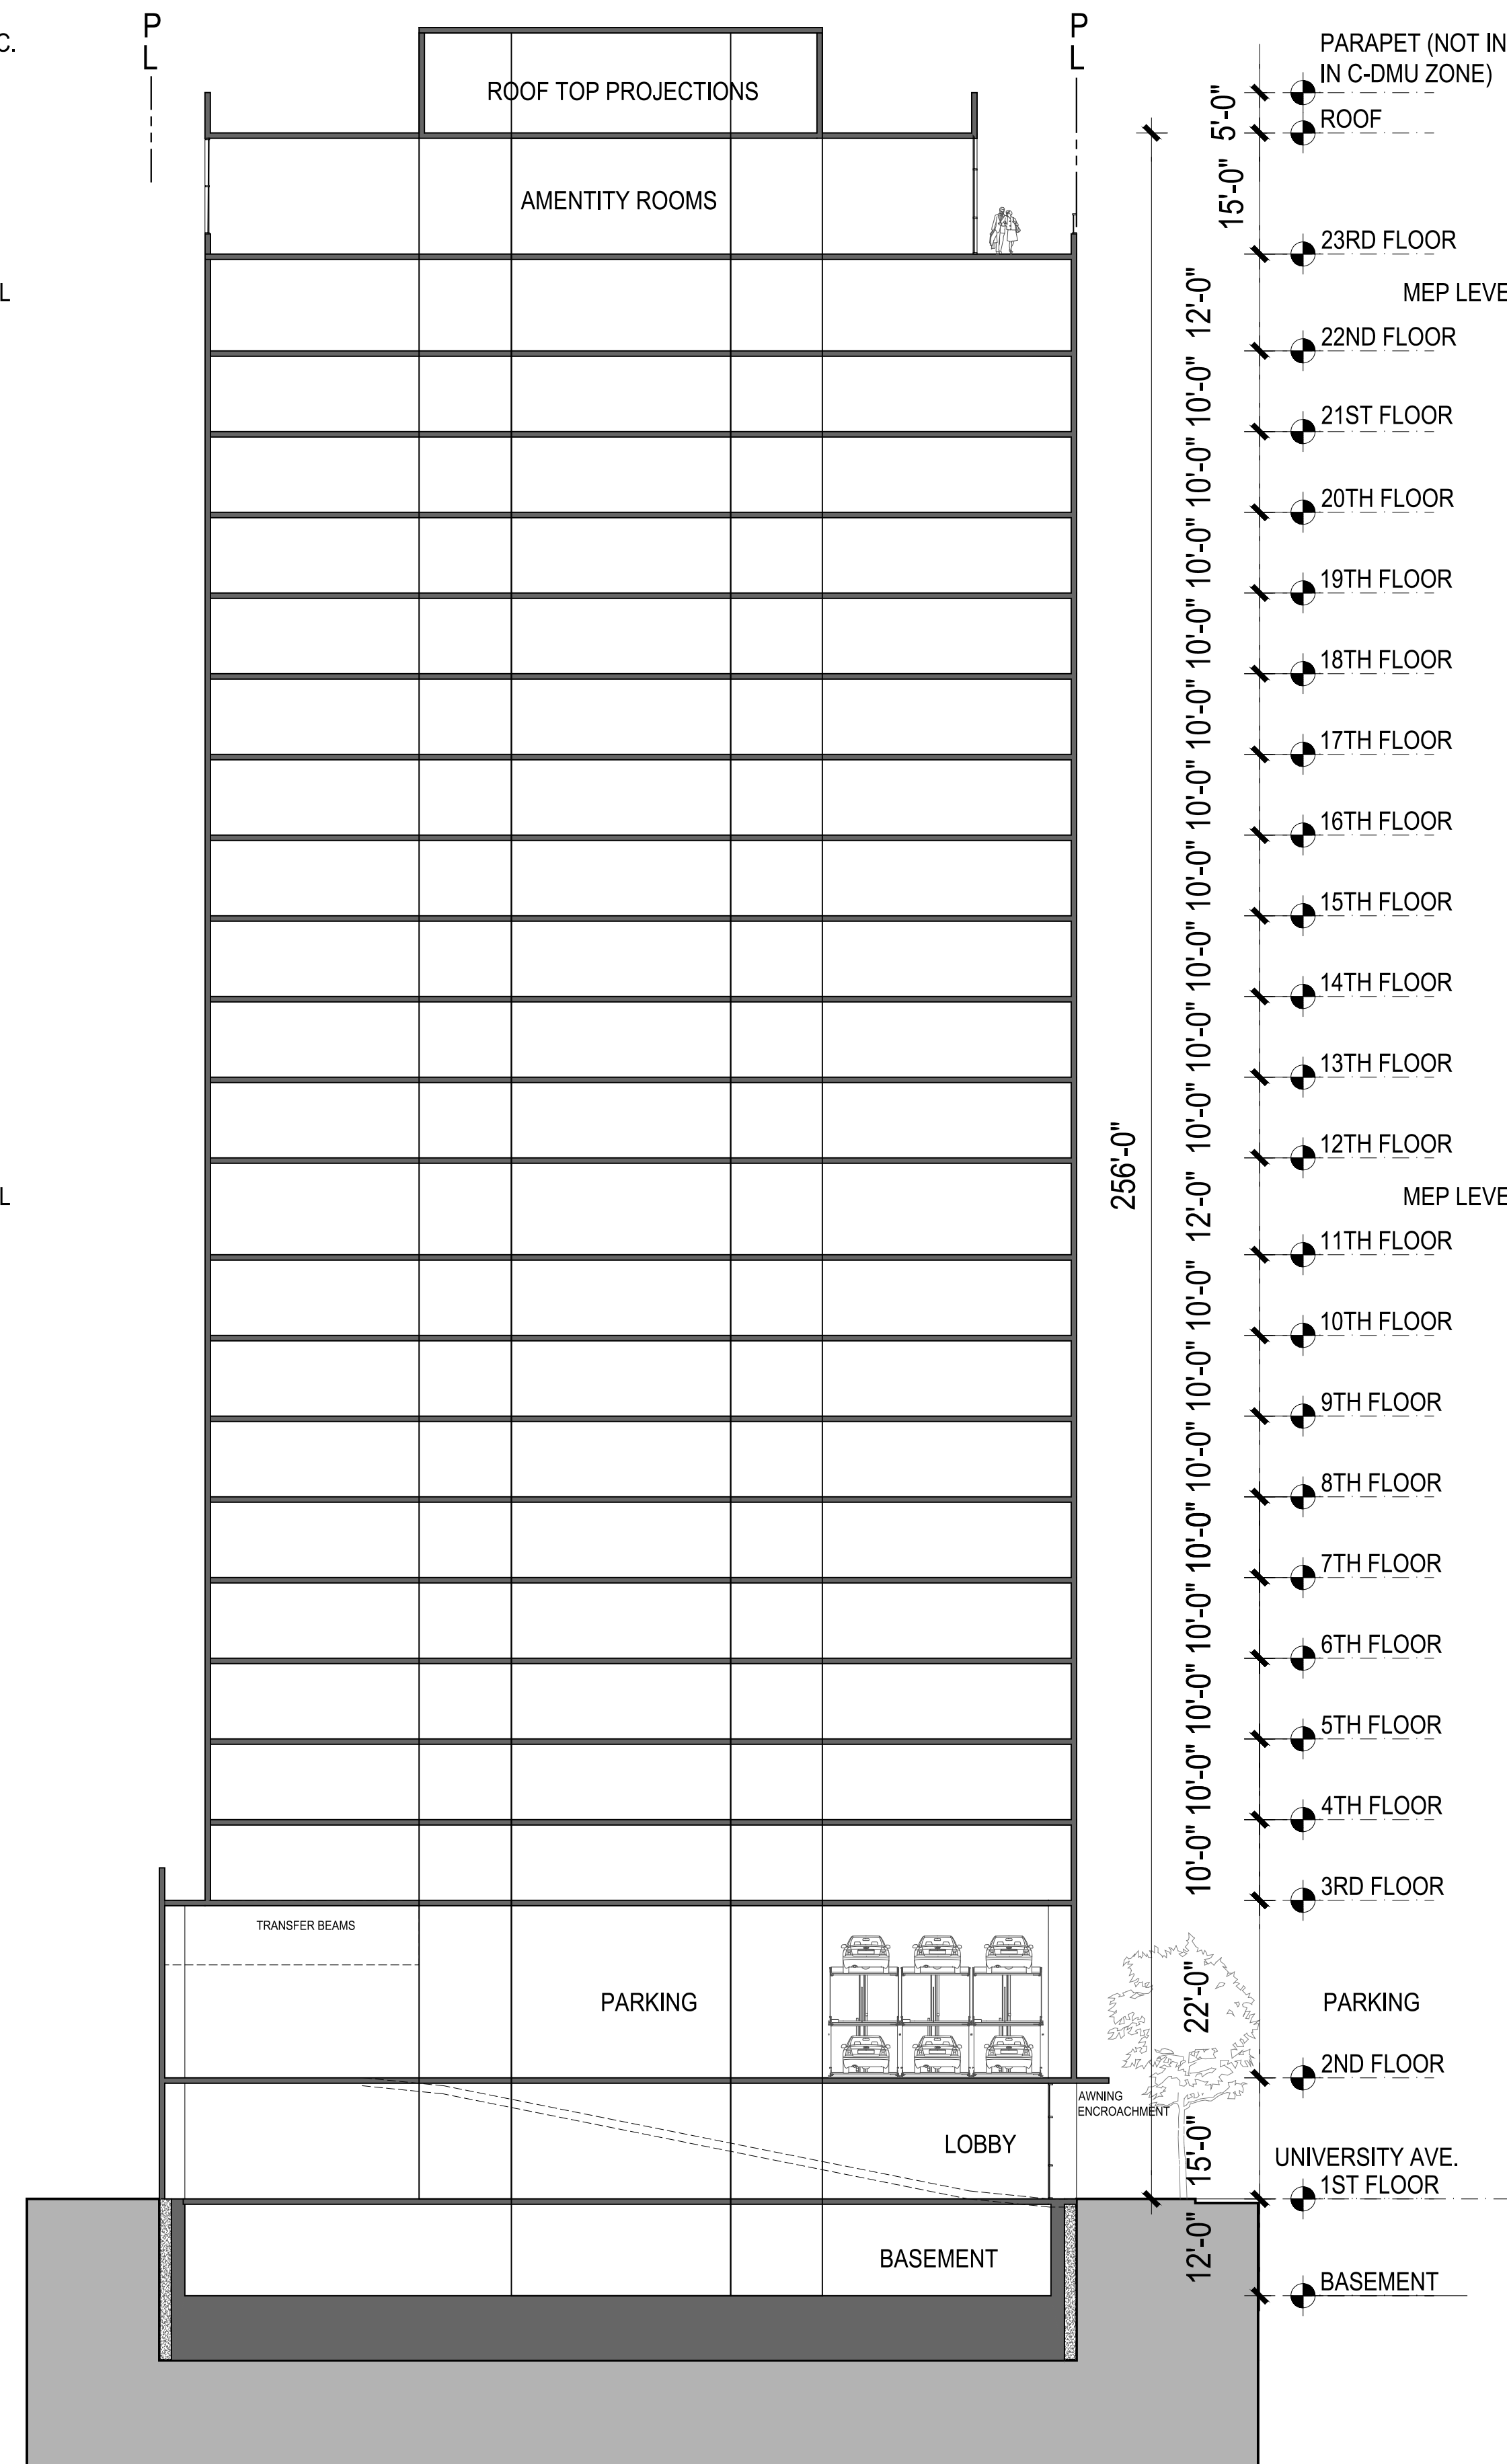 C.
P
L
P
L
PARAPET (NOT IN
IN C-DMU ZONE)
ROOF TOP PROJECTIONS
5'-0"
ROOF
AMENTITY ROOMS
15'-0"
23RD FLOOR
L
12'-0"
MEP LEVE
22ND FLOOR
10'-0"
21ST FLOOR
10'-0"
20TH FLOOR
10'-0"
19TH FLOOR
10'-0"
18TH FLOOR
10'-0"
17TH FLOOR
10'-0"
16TH FLOOR
10'-0"
15TH FLOOR
10'-0"
14TH FLOOR
10'-0"
13TH FLOOR
10'-0"
12TH FLOOR
256'-0"
L
12'-0"
MEP LEVE
11TH FLOOR
10'-0"
10TH FLOOR
10'-0"
9TH FLOOR
10'-0"
8TH FLOOR
10'-0"
7TH FLOOR
10'-0"
6TH FLOOR
10'-0"
5TH FLOOR
10'-0"
4TH FLOOR
10'-0"
3RD FLOOR
TRANSFER BEAMS
PARKING
22'-0"
PARKING
2ND FLOOR
AWNING
ENCROACHMENT
LOBBY
15'-0"
UNIVERSITY AVE.
1ST FLOOR
BASEMENT
12'-0"
BASEMENT